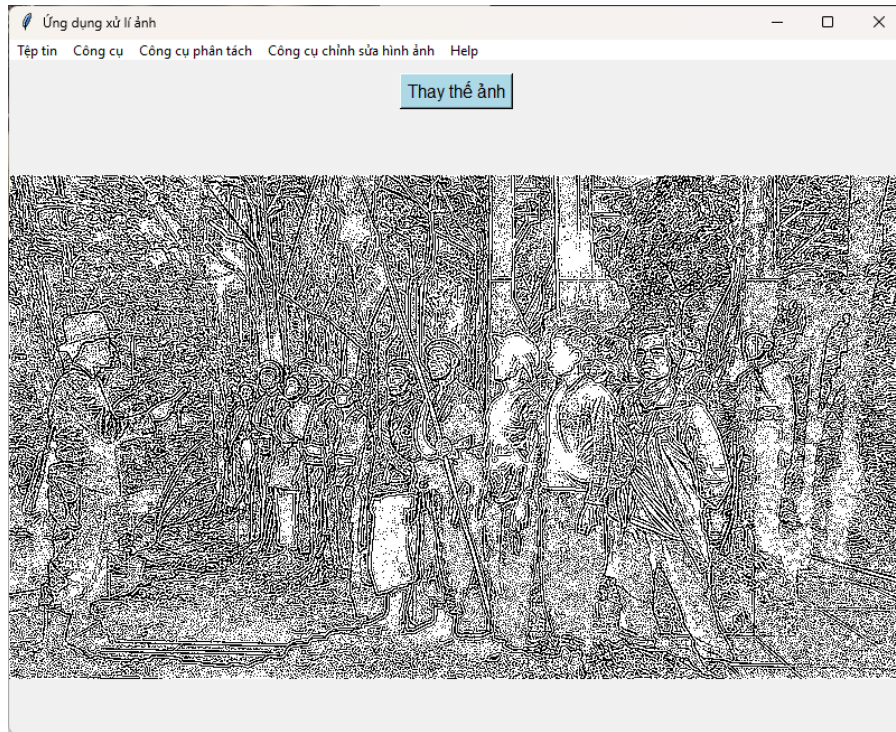 Ứng dụng xử lí ảnh
Tệp tin Công cụ Công cụ phân tách Công cụ chỉnh sửa hình ảnh Help
Thay thế ảnh